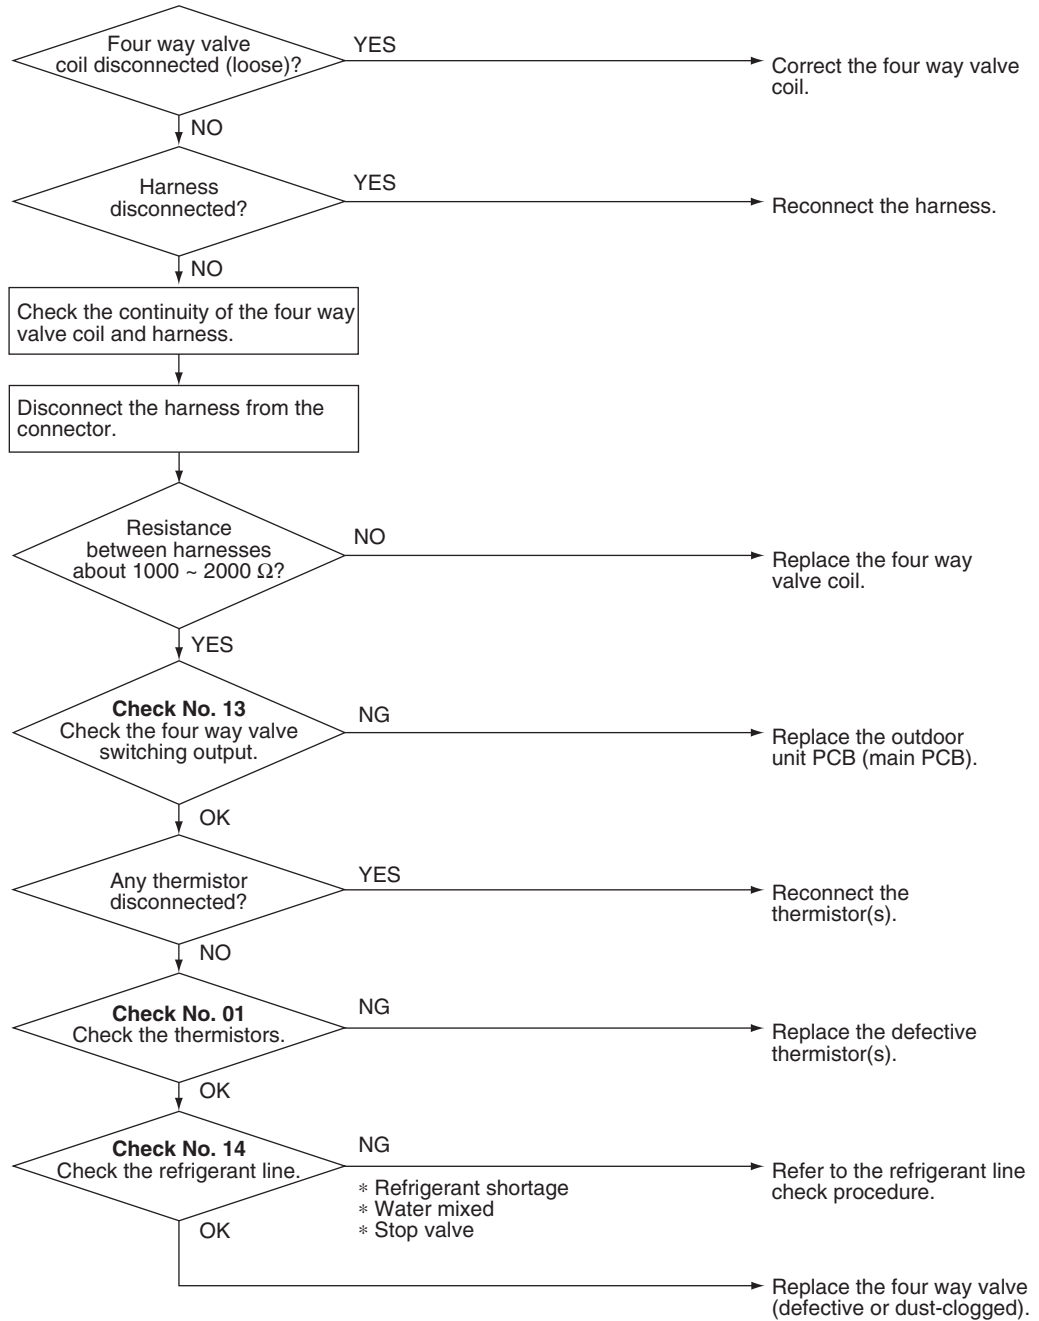 Four way valve
coil disconnected (loose)?
YES
Correct the four way valve
coil.
NO
Harness
disconnected?
YES
Reconnect the harness.
NO
Check the continuity of the four way
valve coil and harness.
Disconnect the harness from the
connector.
Resistance
between harnesses
about 1000 ~ 2000 Ω?
NO
Replace the four way
valve coil.
YES
Check No. 13
Check the four way valve
switching output.
NG
Replace the outdoor
unit PCB (main PCB).
OK
Any thermistor
disconnected?
YES
Reconnect the
thermistor(s).
NO
Check No. 01
Check the thermistors.
NG
Replace the defective
thermistor(s).
OK
Check No. 14
Check the refrigerant line.
NG
∗ Refrigerant shortage
∗ Water mixed
∗ Stop valve
Refer to the refrigerant line
check procedure.
OK
Replace the four way valve
(defective or dust-clogged).